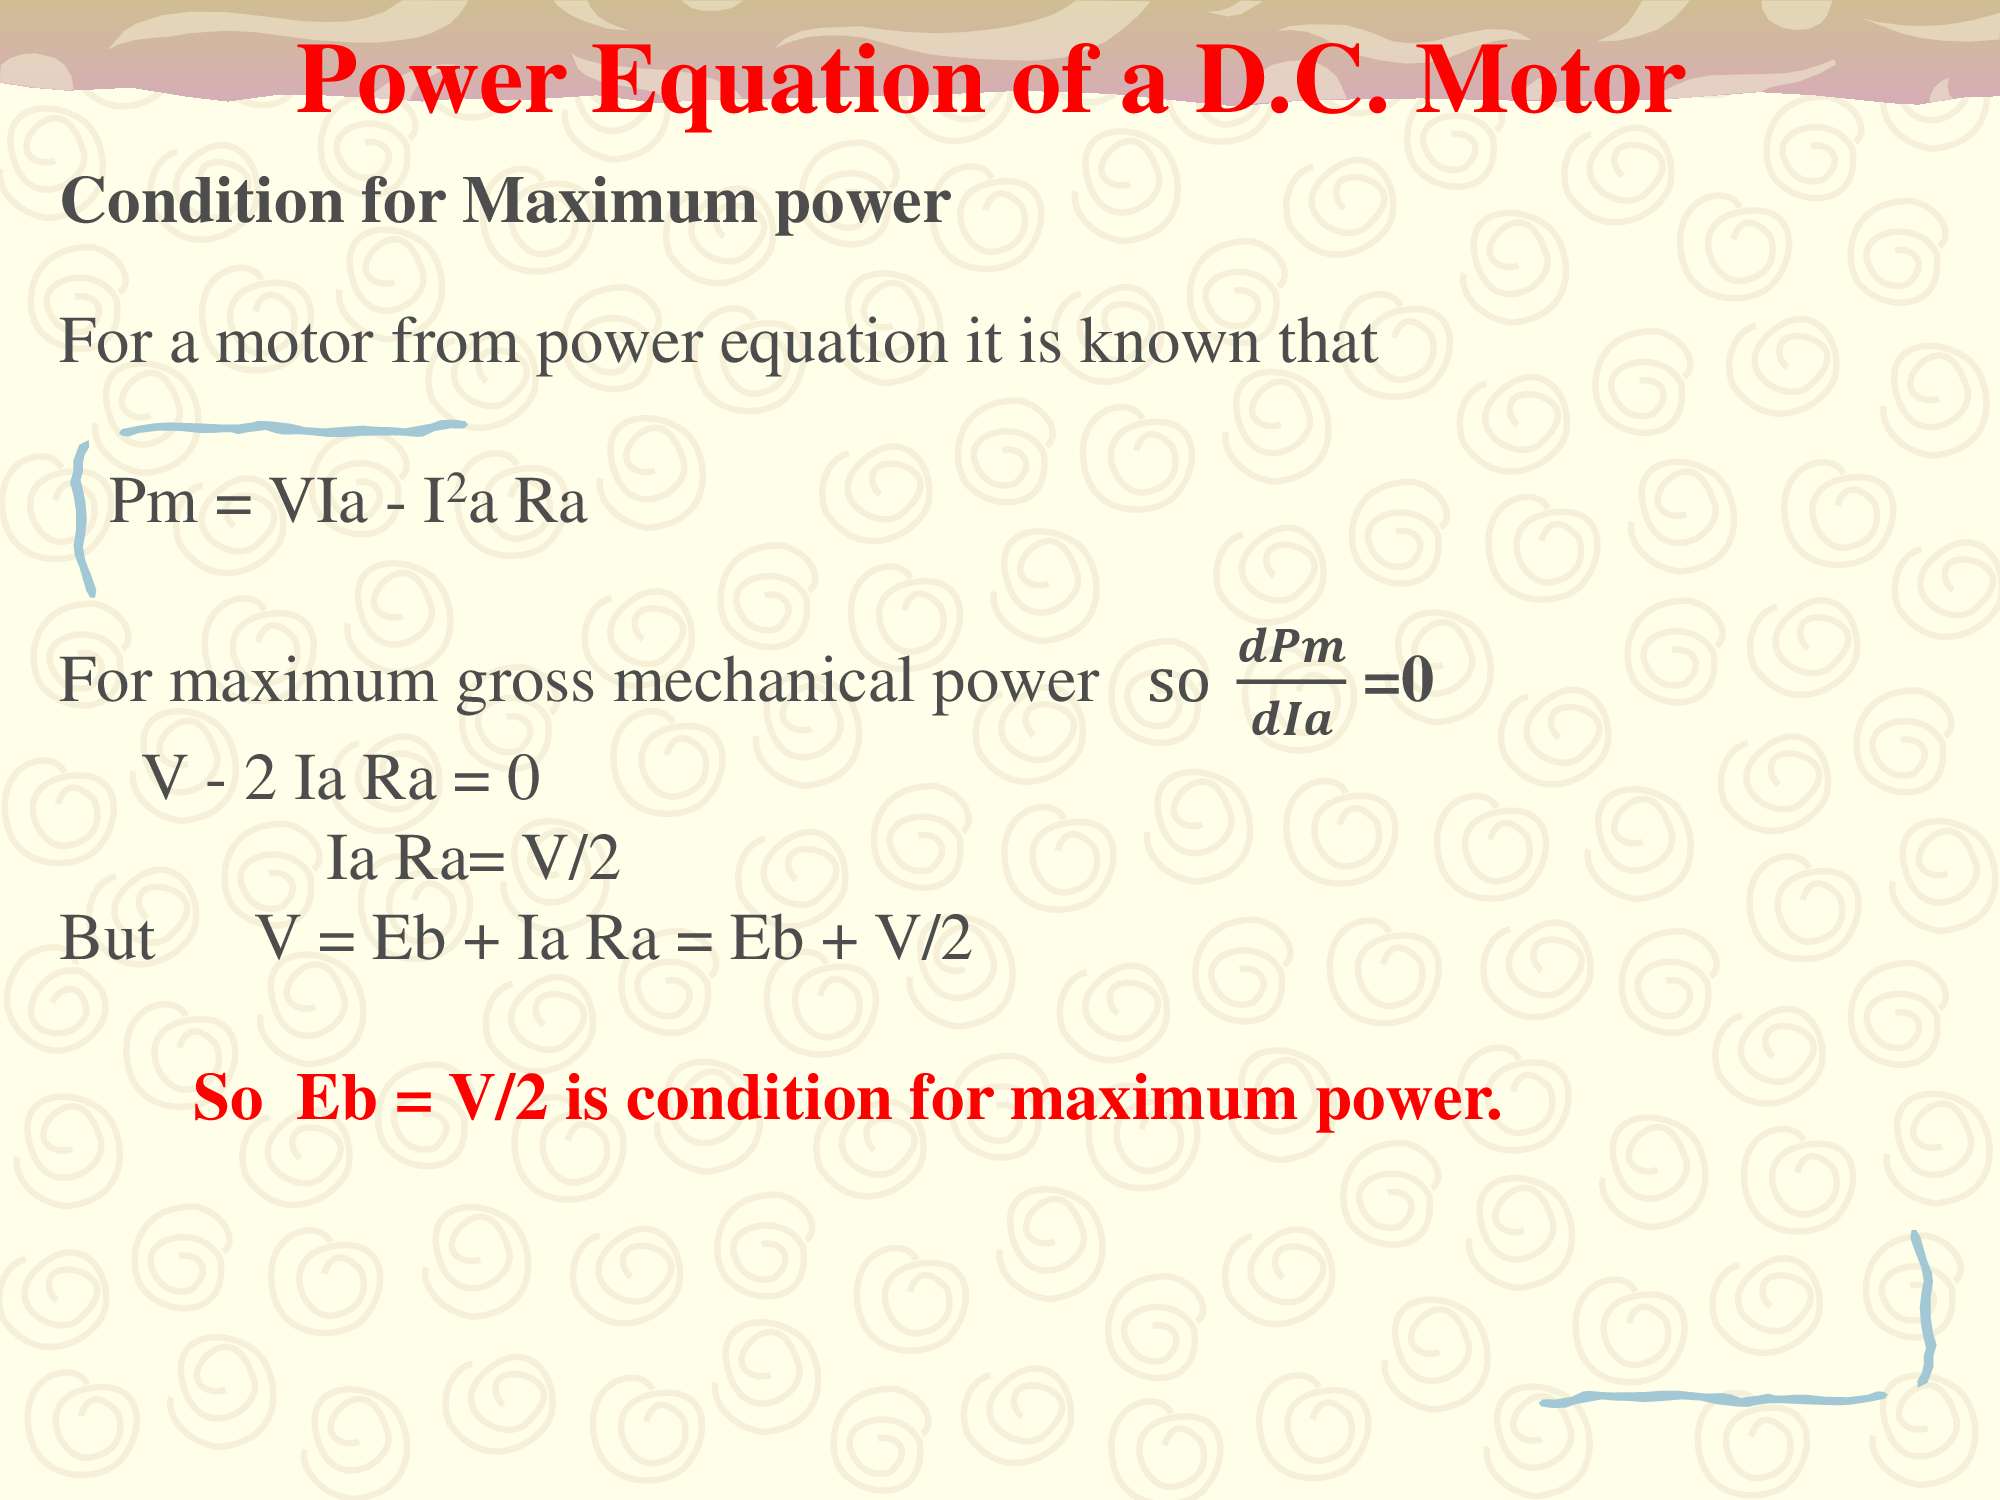 Power Equation of a D.C. Motor
Condition for Maximum power
For a motor from power equation it is known that
Pm = VIa - I²a Ra
For maximum gross mechanical power so dPm/dIa =0
V - 2 Ia Ra = 0
Ia Ra= V/2
But V = Eb + Ia Ra = Eb + V/2
So Eb = V/2 is condition for maximum power.